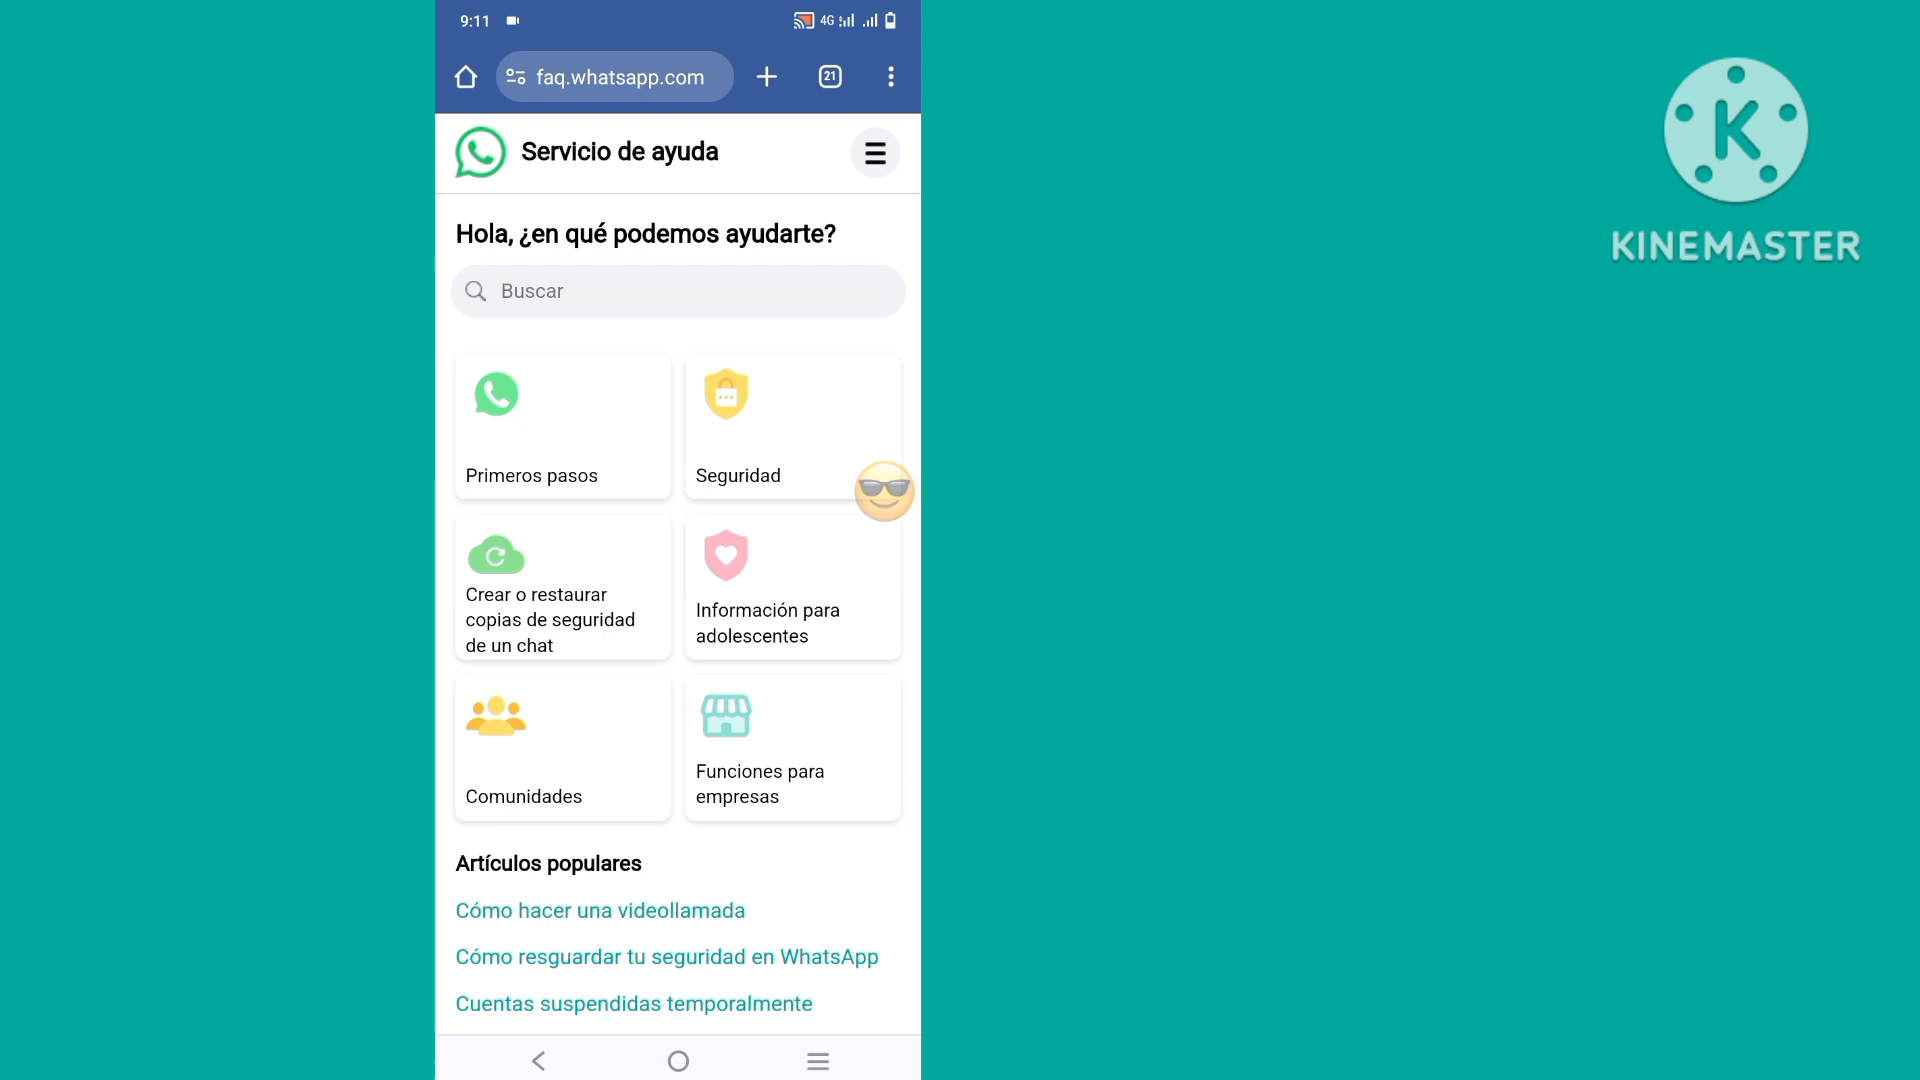 9:11
4G
faq.whatsapp.com
21
Servicio de ayuda
Hola, ¿en qué podemos ayudarte?
Buscar
Primeros pasos
Seguridad
Crear o restaurar
copias de seguridad
de un chat
Información para
adolescentes
Comunidades
Funciones para
empresas
Artículos populares
Cómo hacer una videollamada
Cómo resguardar tu seguridad en WhatsApp
Cuentas suspendidas temporalmente
K
KINEMASTER